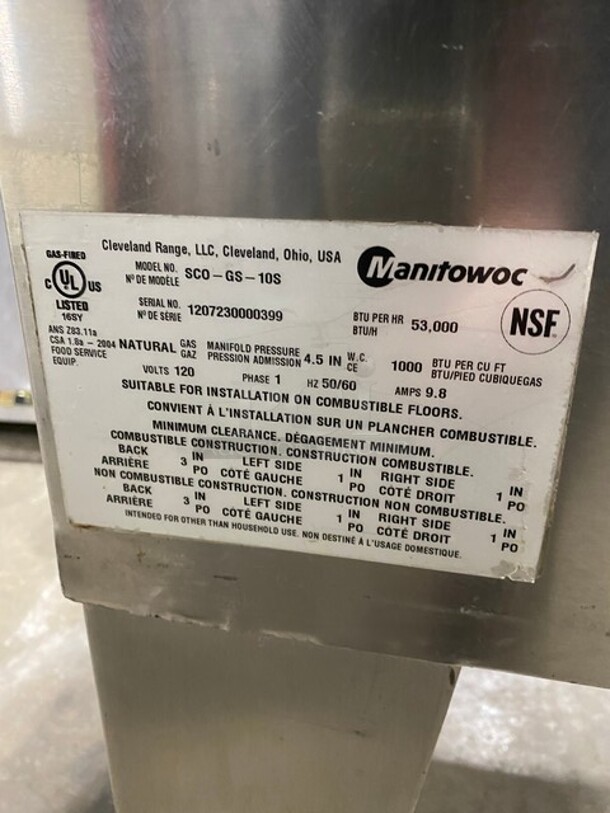 Cleveland Range, LLC, Cleveland, Ohio, USA
Manitowoc
GAS-FIRED
C UL US
LISTED
16SY
MODEL NO. SCO-GS-10S
Nº DE MODÈLE
SERIAL NO. 1207230000399
Nº DE SÉRIE
BTU PER HR 53,000
BTU/H
NSF
ANS Z83.11a
CSA 1.8a - 2004
FOOD SERVICE
EQUIP.
NATURAL GAS MANIFOLD PRESSURE 4.5 IN W.C. 1000 BTU PER CU FT
GAZ PRESSION ADMISSION CE BTU/PIED CUBIQUEGAS
VOLTS 120 PHASE 1 HZ 50/60 AMPS 9.8
SUITABLE FOR INSTALLATION ON COMBUSTIBLE FLOORS.
CONVIENT À L'INSTALLATION SUR UN PLANCHER COMBUSTIBLE.
MINIMUM CLEARANCE. DÉGAGEMENT MINIMUM.
COMBUSTIBLE CONSTRUCTION. CONSTRUCTION COMBUSTIBLE.
BACK 3 IN LEFT SIDE 1 IN RIGHT SIDE 1 IN
ARRIÈRE PO CÔTÉ GAUCHE PO CÔTÉ DROIT PO
NON COMBUSTIBLE CONSTRUCTION. CONSTRUCTION NON COMBUSTIBLE.
BACK 3 IN LEFT SIDE 1 IN RIGHT SIDE 1 IN
ARRIÈRE PO CÔTÉ GAUCHE PO CÔTÉ DROIT PO
INTENDED FOR OTHER THAN HOUSEHOLD USE. NON DESTINÉ À L'USAGE DOMESTIQUE.